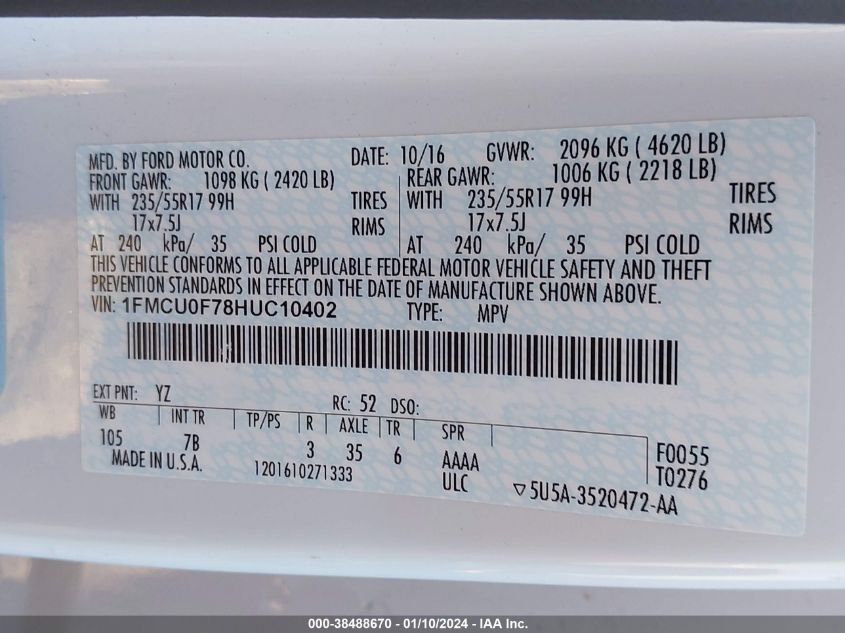 MFD. BY FORD MOTOR CO. DATE: 10/16 GVWR: 2096 KG ( 4620 LB)
FRONT GAWR: 1098 KG ( 2420 LB) REAR GAWR: 1006 KG ( 2218 LB)
WITH 235/55R17 99H TIRES WITH 235/55R17 99H TIRES
17x7.5J RIMS 17x7.5J RIMS
AT 240 kPa/ 35 PSI COLD AT 240 kPa/ 35 PSI COLD
THIS VEHICLE CONFORMS TO ALL APPLICABLE FEDERAL MOTOR VEHICLE SAFETY AND THEFT
PREVENTION STANDARDS IN EFFECT ON THE DATE OF MANUFACTURE SHOWN ABOVE.
VIN: 1FMCU0F78HUC10402 TYPE: MPV
EXT PNT: YZ RC: 52 DSO:
WB INT TR TP/PS R AXLE TR SPR
105 7B 3 35 6 AAAA F0055
MADE IN U.S.A. 1201610271333 ULC T0276
▽5U5A-3520472-AA
000-38488670 - 01/10/2024 - IAA Inc.